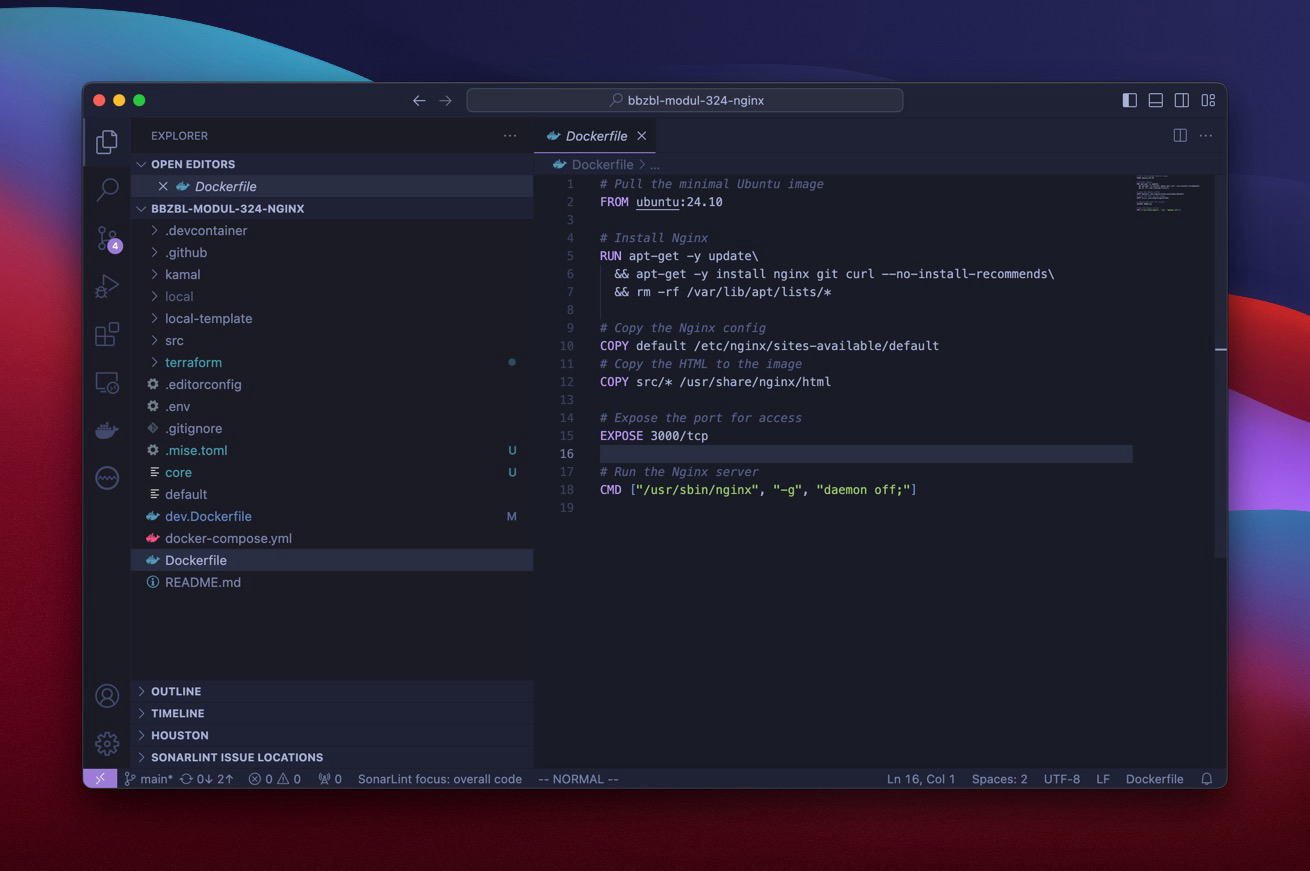 bbzbl-modul-324-nginx
EXPLORER
OPEN EDITORS
Dockerfile
BBZBL-MODUL-324-NGINX
.devcontainer
.github
kamal
local
local-template
src
terraform
.editorconfig
.env
.gitignore
.mise.toml U
core U
default
dev.Dockerfile M
docker-compose.yml
Dockerfile
README.md
OUTLINE
TIMELINE
HOUSTON
SONARLINT ISSUE LOCATIONS
4
Dockerfile
Dockerfile > ...
1 # Pull the minimal Ubuntu image
2 FROM ubuntu:24.10
3
4 # Install Nginx
5 RUN apt-get -y update\
6 && apt-get -y install nginx git curl --no-install-recommends\
7 && rm -rf /var/lib/apt/lists/*
8
9 # Copy the Nginx config
10 COPY default /etc/nginx/sites-available/default
11 # Copy the HTML to the image
12 COPY src/* /usr/share/nginx/html
13
14 # Expose the port for access
15 EXPOSE 3000/tcp
16
17 # Run the Nginx server
18 CMD ["/usr/sbin/nginx", "-g", "daemon off;"]
19
main* 0↓ 2↑ 0 0 0 SonarLint focus: overall code -- NORMAL -- Ln 16, Col 1 Spaces: 2 UTF-8 LF Dockerfile